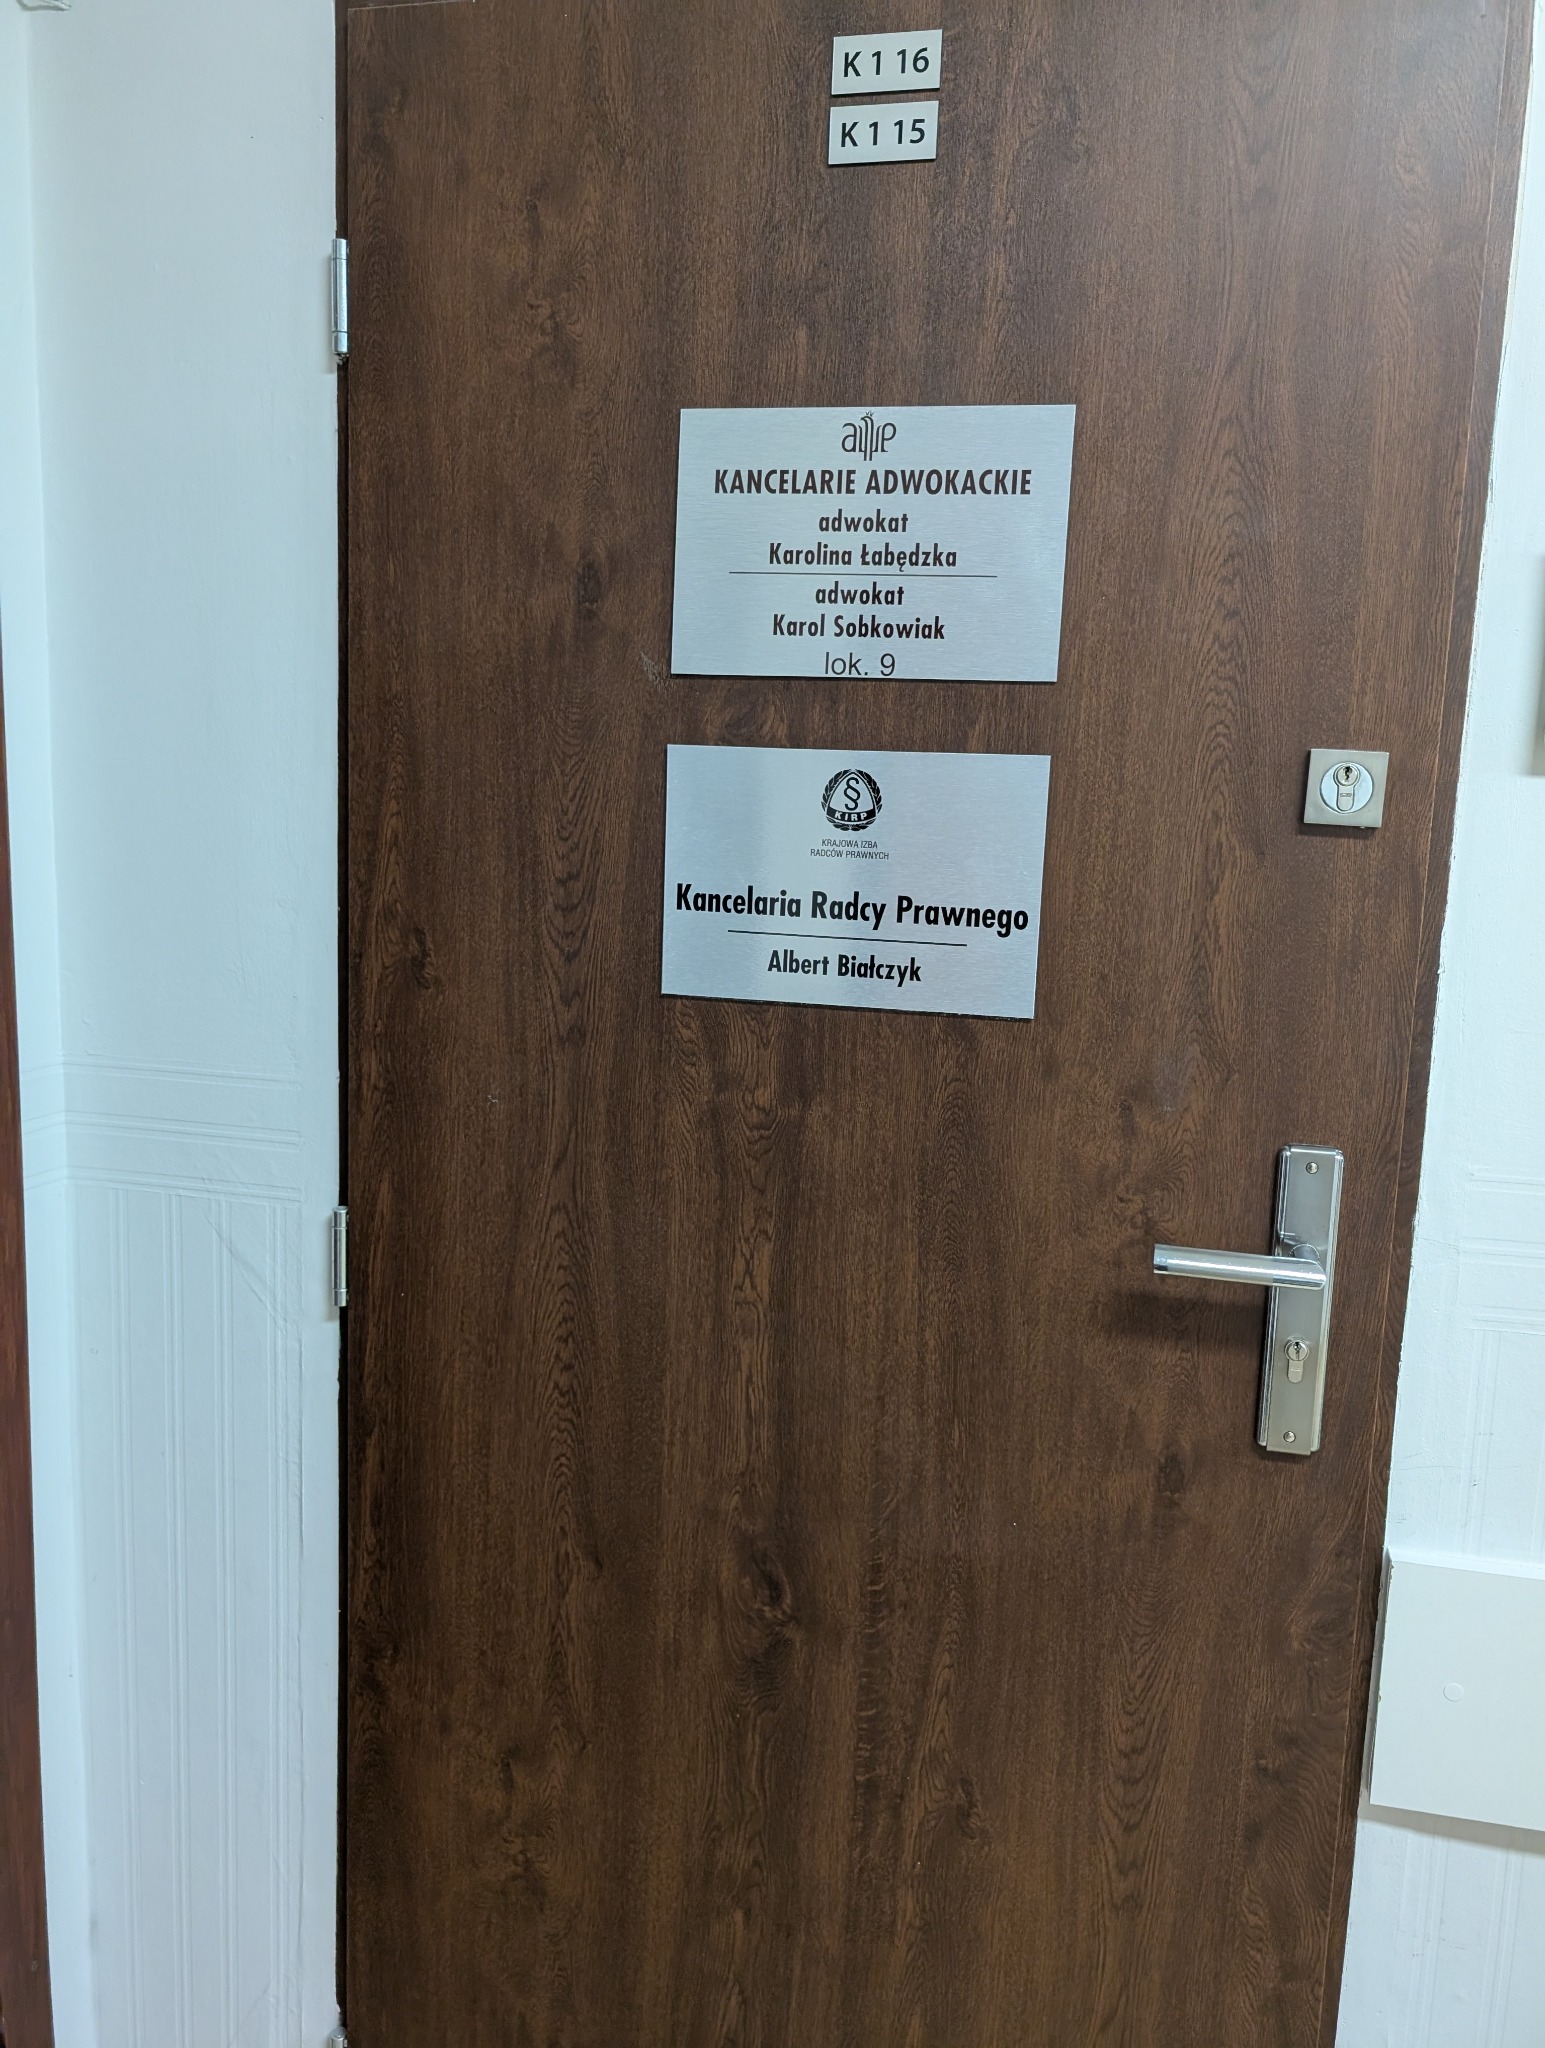 K 1 16
K 1 15
KANCELARIE ADWOKACKIE
adwokat
Karolina Łabędzka
adwokat
Karol Sobkowiak
lok. 9
§
KIRP
KRAJOWA IZBA
RADCÓW PRAWNYCH
Kancelaria Radcy Prawnego
Albert Białczyk